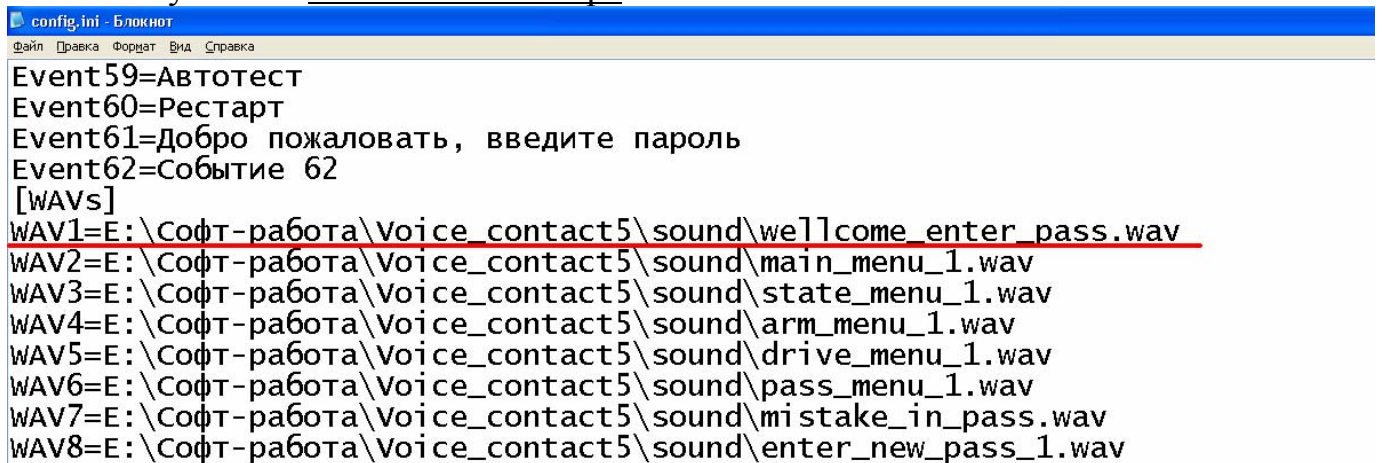 config.ini - Блокнот
Файл Правка Формат Вид Справка
Event59=Автотест
Event60=Рестарт
Event61=Добро пожаловать, введите пароль
Event62=Событие 62
[WAVs]
WAV1=E:\Софт-работа\Voice_contact5\sound\wellcome_enter_pass.wav
WAV2=E:\Софт-работа\Voice_contact5\sound\main_menu_1.wav
WAV3=E:\Софт-работа\Voice_contact5\sound\state_menu_1.wav
WAV4=E:\Софт-работа\Voice_contact5\sound\arm_menu_1.wav
WAV5=E:\Софт-работа\Voice_contact5\sound\drive_menu_1.wav
WAV6=E:\Софт-работа\Voice_contact5\sound\pass_menu_1.wav
WAV7=E:\Софт-работа\Voice_contact5\sound\mistake_in_pass.wav
WAV8=E:\Софт-работа\Voice_contact5\sound\enter_new_pass_1.wav